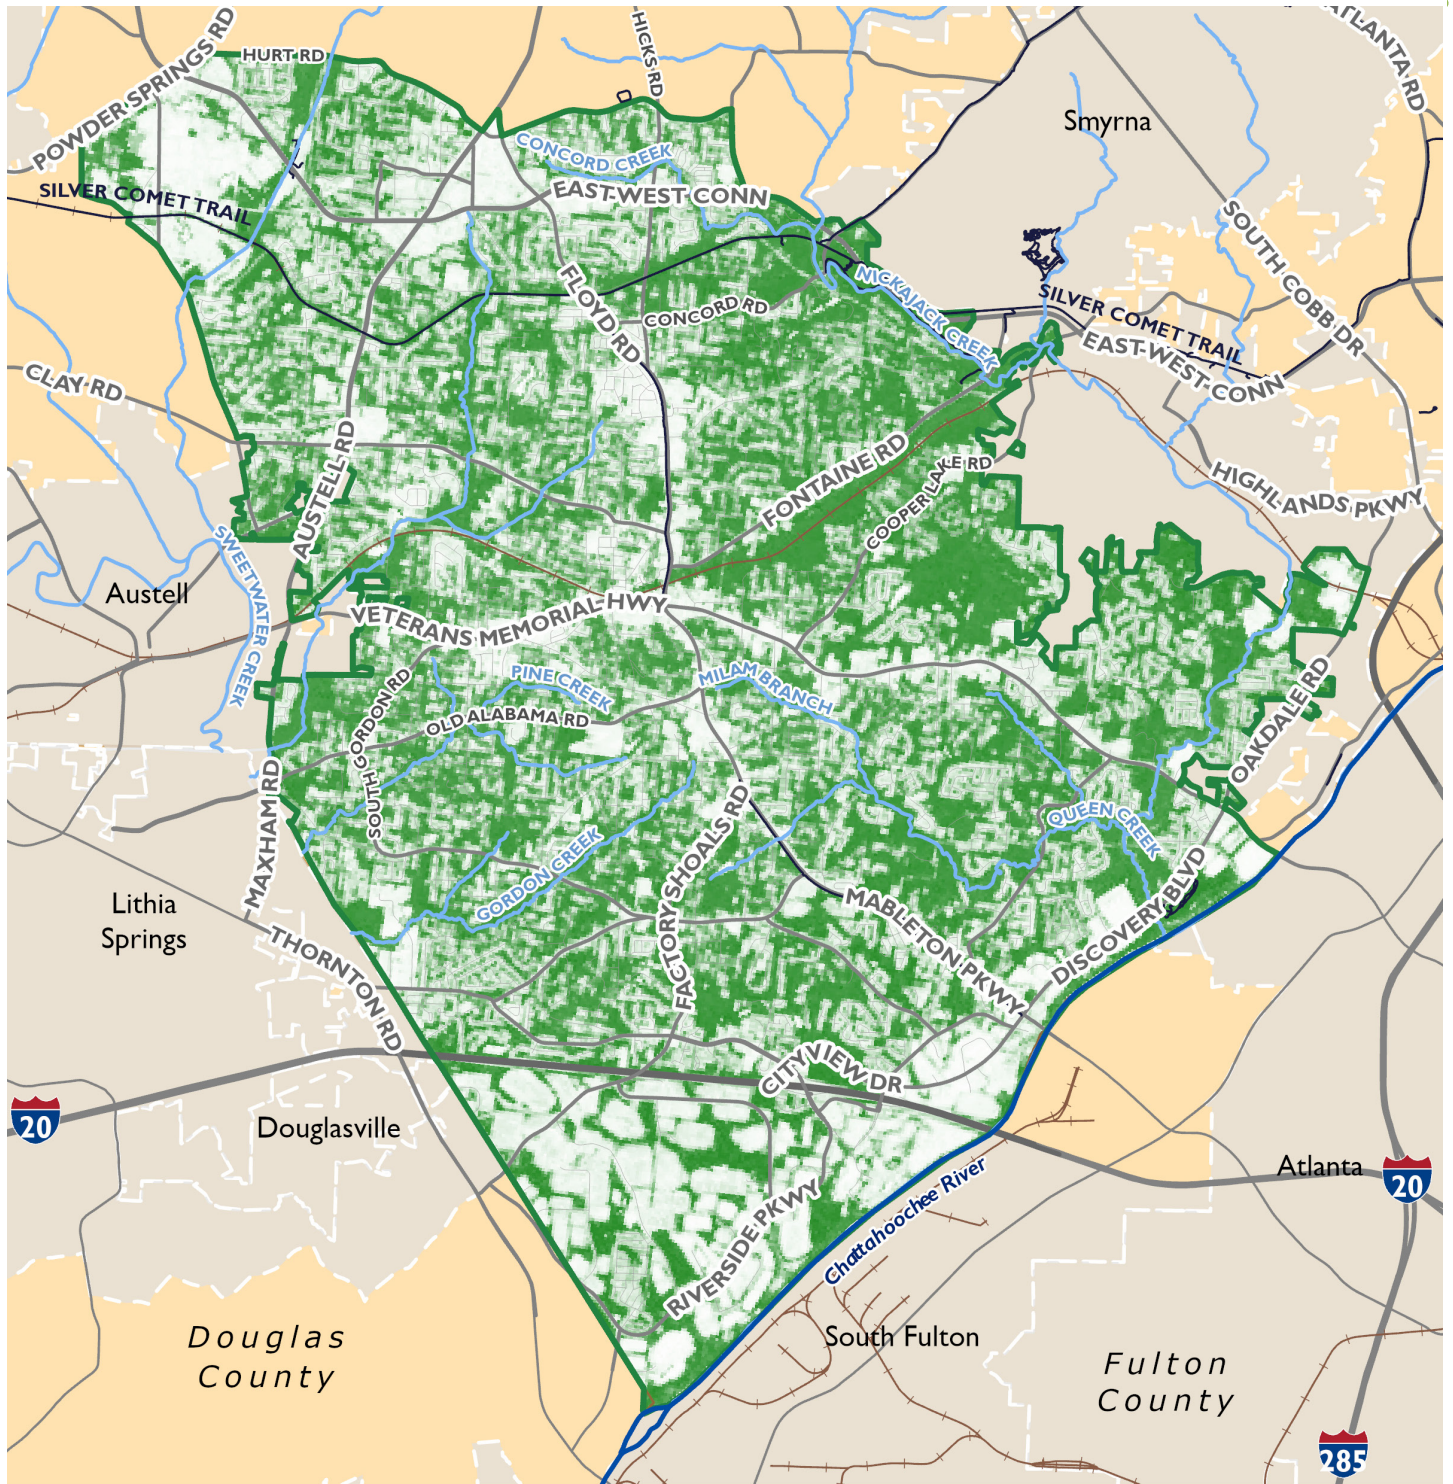 ATLANTA RD
POWDER SPRINGS RD
HURT RD
HICKS RD
Smyrna
CONCORD CREEK
SILVER COMET TRAIL
EAST-WEST CONN
SOUTH COBB DR
NICKAJACK CREEK
FLOYD RD
CONCORD RD
SILVER COMET TRAIL
EAST-WEST CONN
CLAY RD
AUSTELL RD
FONTAINE RD
COOPER LAKE RD
HIGHLANDS PKWY
SWEETWATER CREEK
Austell
VETERANS MEMORIAL HWY
PINE CREEK
MILAM BRANCH
SOUTH GORDON RD
OLD ALABAMA RD
OAKDALE RD
MAXHAM RD
FACTORY SHOALS RD
QUEEN CREEK
GORDON CREEK
Lithia
Springs
MABLETON PKWY
DISCOVERY BLVD
THORNTON RD
CITYVIEW DR
20
Douglasville
Atlanta
20
Chattahoochee River
RIVERSIDE PKWY
Douglas
County
South Fulton
Fulton
County
285